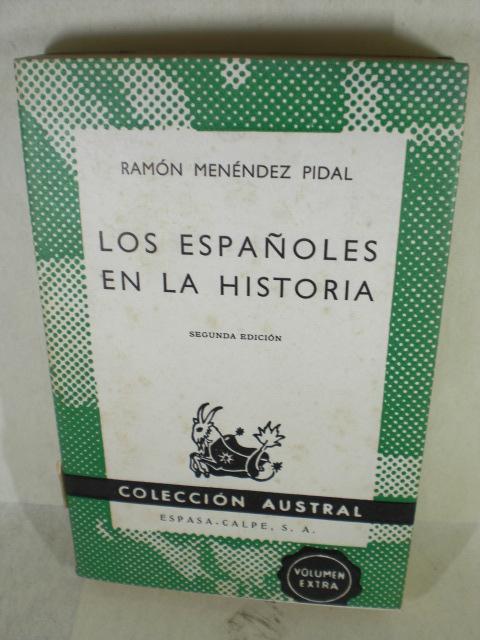 RAMÓN MENÉNDEZ PIDAL
LOS ESPAÑOLES
EN LA HISTORIA
SEGUNDA EDICIÓN
COLECCIÓN AUSTRAL
ESPASA-CALPE, S. A.
VOLUMEN
EXTRA